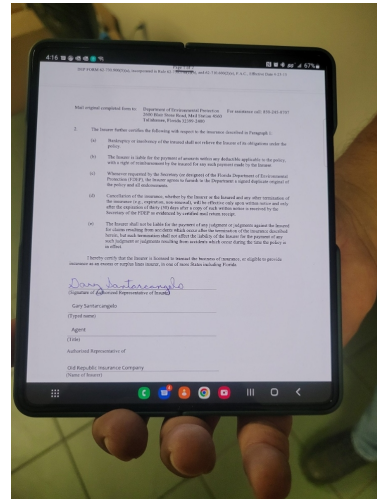 4:16
67%
Mail original completed form to: Department of Environmental Protection For assistance call 850-245-8707
2600 Blair Stone Road, Mail Station
Tallahassee, Florida 32399-2400
2. The Insurer further certifies the following with respect to the insurance described in Paragraph 1:
(a) Bankruptcy or insolvency of the insured shall not relieve the Insurer of its obligations under the
policy.
(b) The Insurer is liable for the payment of amounts within any deductible applicable to the policy,
with a right of reimbursement by the insured for any such payment made by the Insurer.
(c) Whenever requested by the Secretary (or designee) of the Florida Department of Environmental
Protection (FDEP), the Insurer agrees to furnish to the Department a signed duplicate original of
the policy and all endorsements.
(d) Cancellation of the insurance, whether by the Insurer or the insured and any other termination of
the insurance (e.g., expiration, non-renewal), will be effective only upon written notice and only
after the expiration of thirty (30) days after a copy of such written notice is received by the
Secretary of the FDEP as evidenced by certified mail return receipt.
(e) The Insurer shall not be liable for the payment of any judgment or judgments against the insured
for claims resulting from accidents which occur after the termination of the insurance described
herein, but such termination shall not affect the liability of the Insurer for the payment of any
such judgment or judgments resulting from accidents which occur during the time the policy is
in effect.
I hereby certify that the Insurer is licensed to transact the business of insurance, or eligible to provide
insurance as an excess or surplus lines insurer, in one or more States including Florida.
Gary Santarcangelo
(Signature of Authorized Representative of Insurer)
Gary Santarcangelo
(Typed name)
Agent
(Title)
Authorized Representative of
Old Republic Insurance Company
(Name of Insurer)